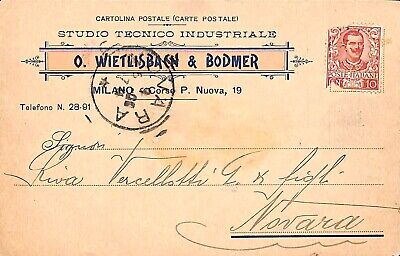 CARTOLINA POSTALE (CARTE POSTALE)
STUDIO TECNICO INDUSTRIALE
O. WIETLISBACH & BODMER
MILANO - Corso P. Nuova, 19
Telefono N. 28-91
POSTE ITALIANE
10
Signori
Riva Vercellotti G. & figli
Novara